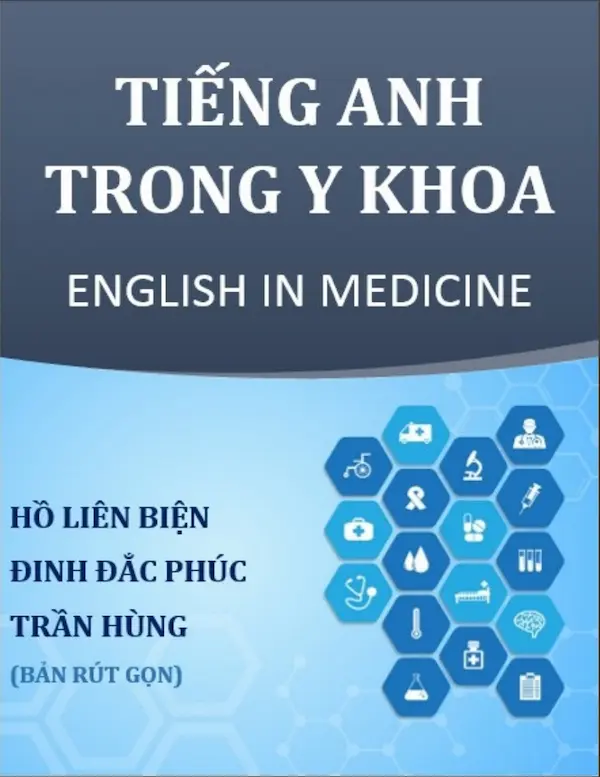 TIẾNG ANH
TRONG Y KHOA
ENGLISH IN MEDICINE
HỒ LIÊN BIỆN
ĐINH ĐẮC PHÚC
TRẦN HÙNG
(BẢN RÚT GỌN)